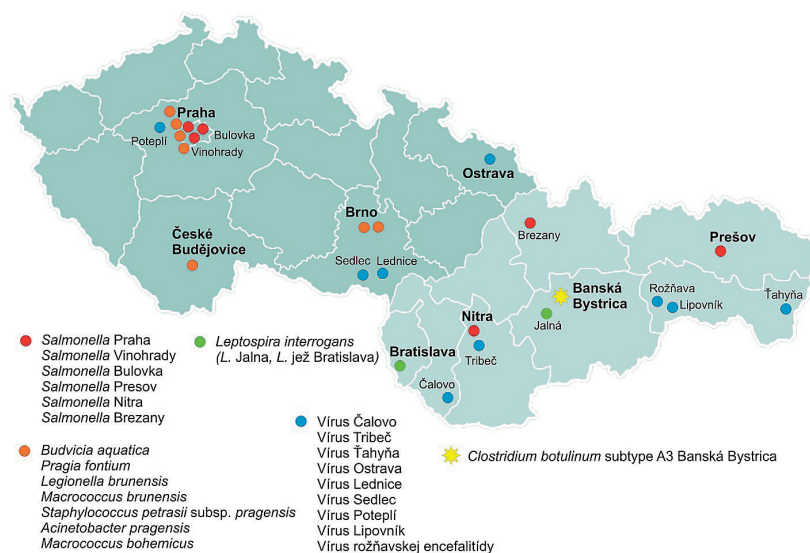 Praha
Poteplí
Bulovka
Vinohrady
Ostrava
Brno
Brezany
České
Budějovice
Prešov
Sedlec
Lednice
Banská
Bystrica
Rožňava
Lipovník
Ťahyňa
Nitra
Jalná
Bratislava
Tribeč
Čalovo
Salmonella Praha
Salmonella Vinohrady
Salmonella Bulovka
Salmonella Presov
Salmonella Nitra
Salmonella Brezany
Leptospira interrogans
(L. Jalna, L. jež Bratislava)
Budvicia aquatica
Pragia fontium
Legionella brunensis
Macrococcus brunensis
Staphylococcus petrasii subsp. pragensis
Acinetobacter pragensis
Macrococcus bohemicus
Vírus Čalovo
Vírus Tribeč
Vírus Ťahyňa
Vírus Ostrava
Vírus Lednice
Vírus Sedlec
Vírus Poteplí
Vírus Lipovník
Vírus rožňavskej encefalitídy
Clostridium botulinum subtype A3 Banská Bystrica